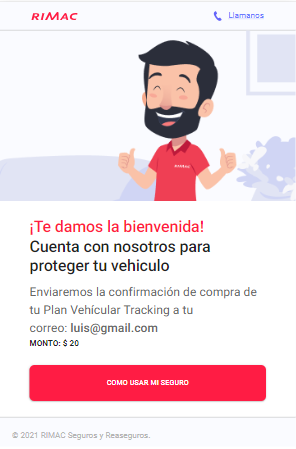 RIMAC
Llamanos
RIMAC
¡Te damos la bienvenida!
Cuenta con nosotros para
proteger tu vehiculo
Enviaremos la confirmación de compra de
tu Plan Vehícular Tracking a tu
correo: luis@gmail.com
MONTO: $ 20
COMO USAR MI SEGURO
© 2021 RIMAC Seguros y Reaseguros.